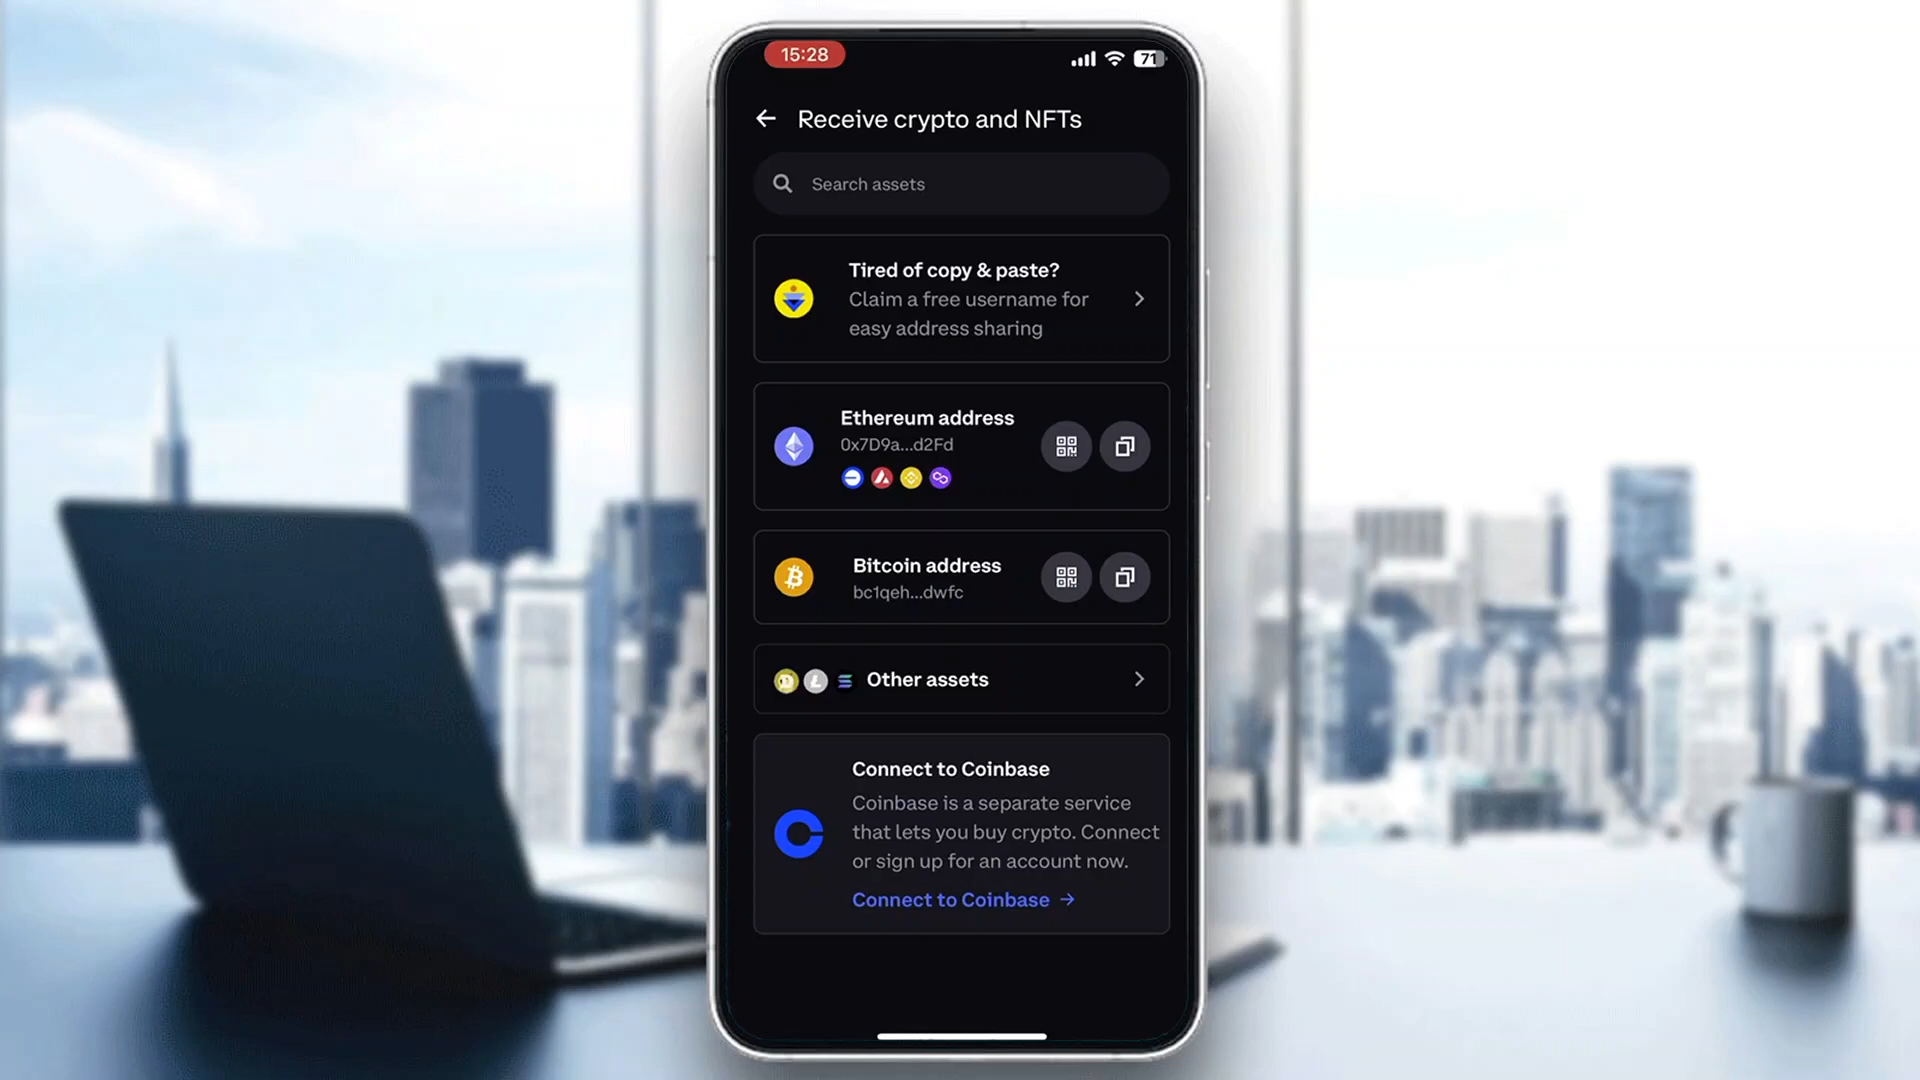 15:28
71
Receive crypto and NFTs
Search assets
Tired of copy & paste?
Claim a free username for
easy address sharing
Ethereum address
0x7D9a...d2Fd
Bitcoin address
bc1qeh...dwfc
Other assets
Connect to Coinbase
Coinbase is a separate service
that lets you buy crypto. Connect
or sign up for an account now.
Connect to Coinbase →